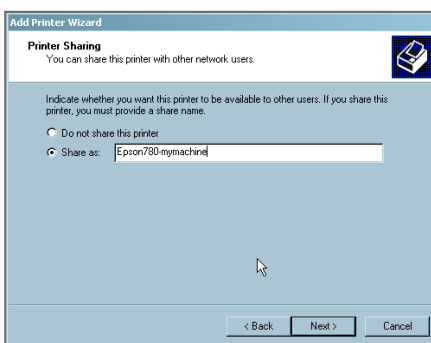 Add Printer Wizard
Printer Sharing
You can share this printer with other network users.
Indicate whether you want this printer to be available to other users. If you share this
printer, you must provide a share name.
Do not share this printer
Share as: Epson780-mymachine
< Back Next > Cancel